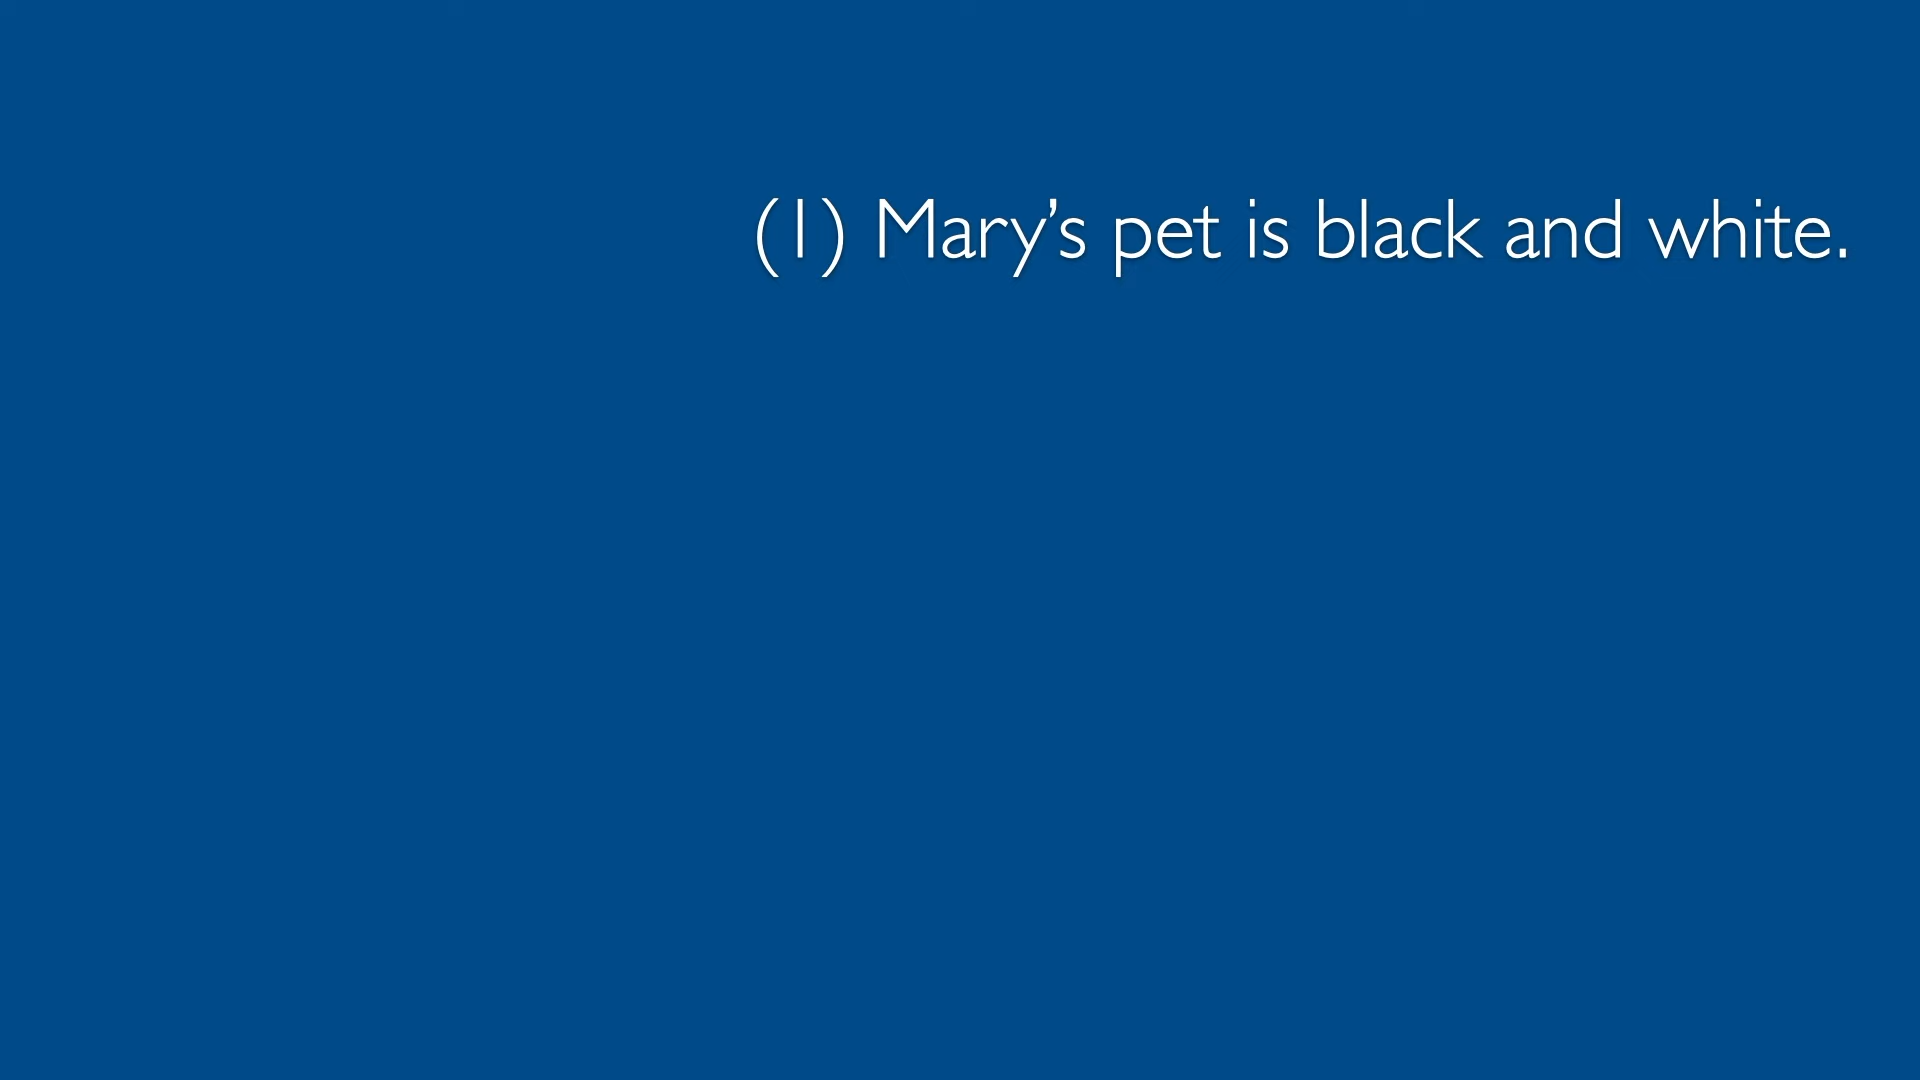 (1) Mary’s pet is black and white.